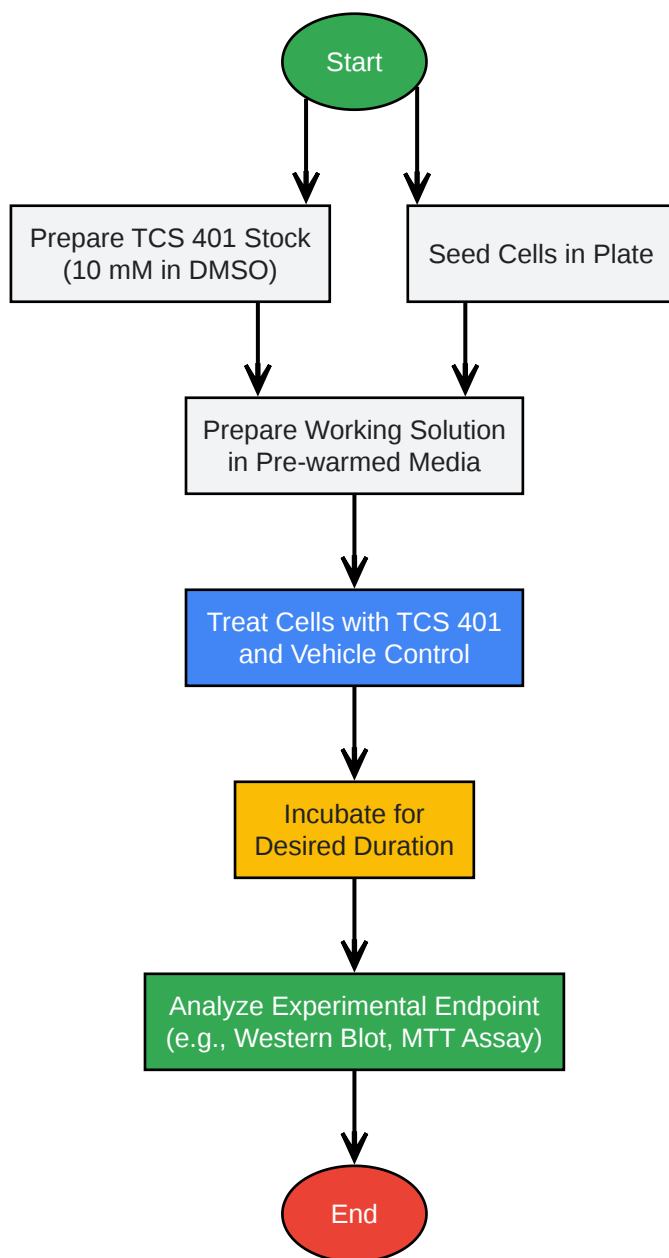 Start
Prepare TCS 401 Stock
(10 mM in DMSO)
Seed Cells in Plate
Prepare Working Solution
in Pre-warmed Media
Treat Cells with TCS 401
and Vehicle Control
Incubate for
Desired Duration
Analyze Experimental Endpoint
(e.g., Western Blot, MTT Assay)
End